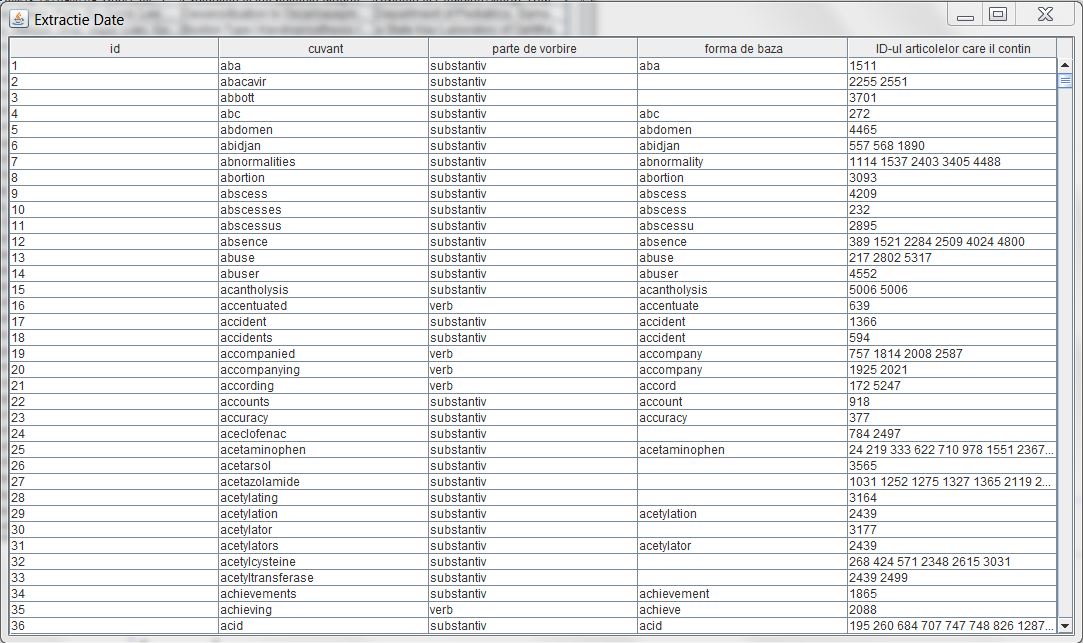 Extractie Date
id cuvant parte de vorbire forma de baza ID-ul articolelor care il contin
1 aba substantiv aba 1511
2 abacavir substantiv 2255 2551
3 abbott substantiv 3701
4 abc substantiv abc 272
5 abdomen substantiv abdomen 4465
6 abidjan substantiv abidjan 557 568 1890
7 abnormalities substantiv abnormality 1114 1537 2403 3405 4488
8 abortion substantiv abortion 3093
9 abscess substantiv abscess 4209
10 abscesses substantiv abscess 232
11 abscessus substantiv abscessu 2895
12 absence substantiv absence 389 1521 2284 2509 4024 4800
13 abuse substantiv abuse 217 2802 5317
14 abuser substantiv abuser 4552
15 acantholysis substantiv acantholysis 5006 5006
16 accentuated verb accentuate 639
17 accident substantiv accident 1366
18 accidents substantiv accident 594
19 accompanied verb accompany 757 1814 2008 2587
20 accompanying verb accompany 1925 2021
21 according verb accord 172 5247
22 accounts substantiv account 918
23 accuracy substantiv accuracy 377
24 aceclofenac substantiv 784 2497
25 acetaminophen substantiv acetaminophen 24 219 333 622 710 978 1551 2367...
26 acetarsol substantiv 3565
27 acetazolamide substantiv 1031 1252 1275 1327 1365 2119 2...
28 acetylating substantiv 3164
29 acetylation substantiv acetylation 2439
30 acetylator substantiv 3177
31 acetylators substantiv acetylator 2439
32 acetylcysteine substantiv 268 424 571 2348 2615 3031
33 acetyltransferase substantiv 2439 2499
34 achievements substantiv achievement 1865
35 achieving verb achieve 2088
36 acid substantiv acid 195 260 684 707 747 748 826 1287...